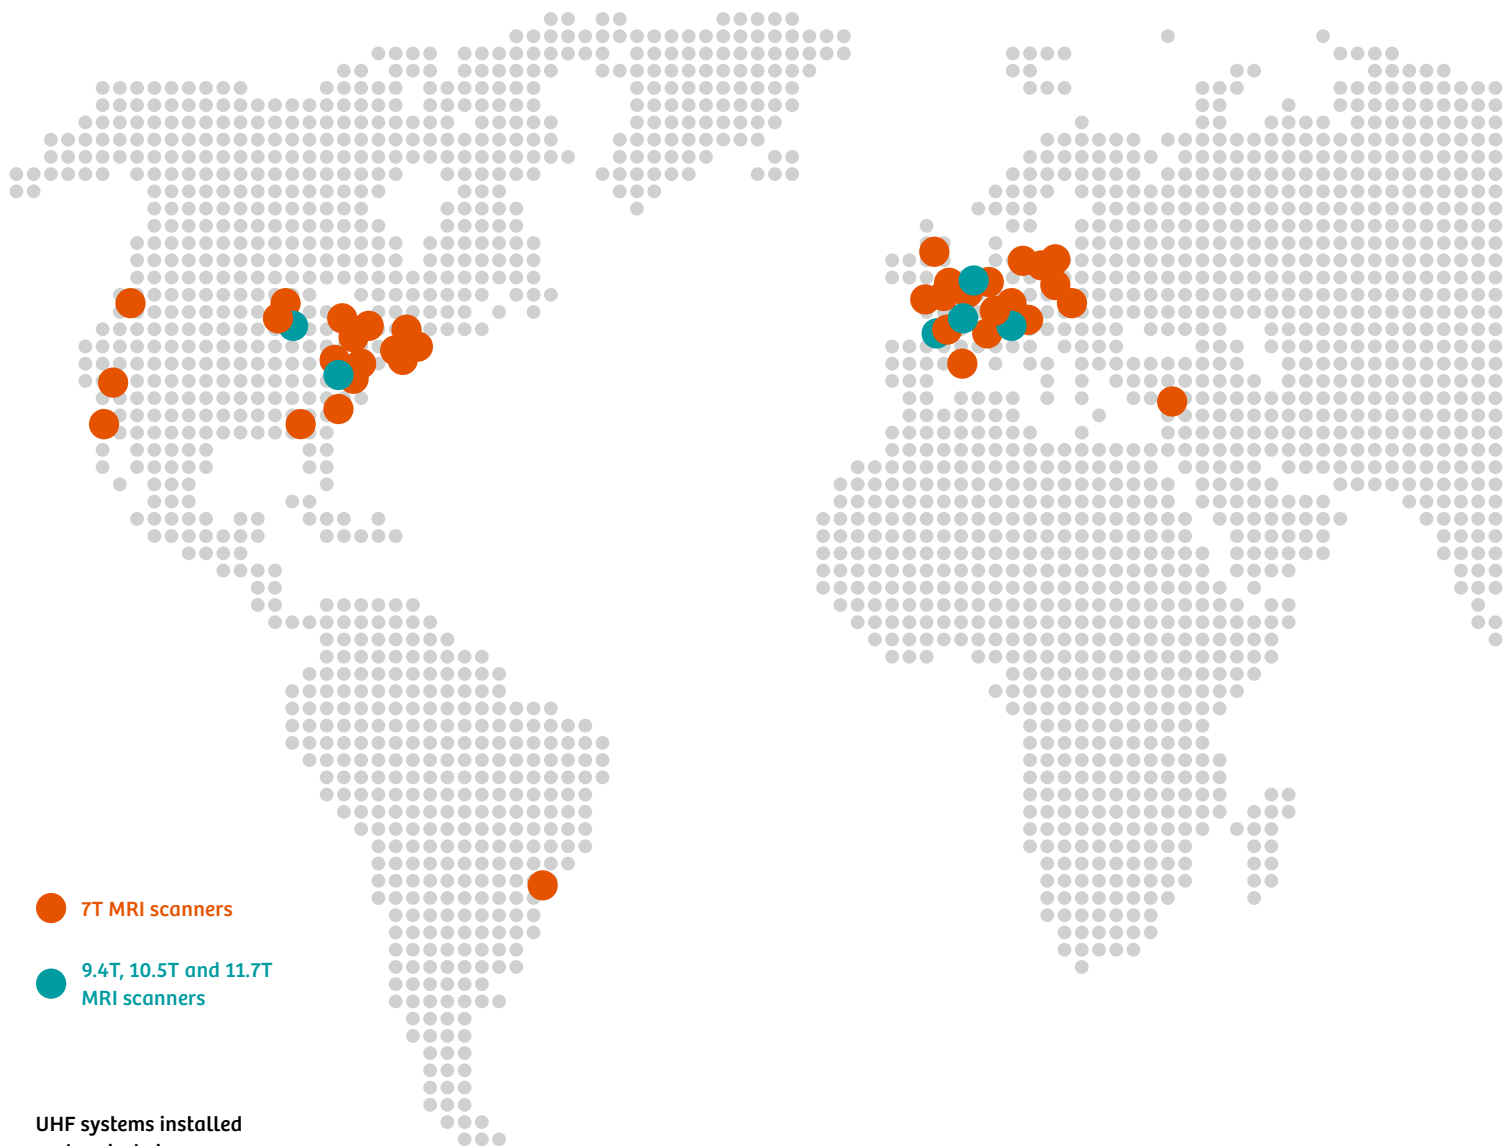 7T MRI scanners
9.4T, 10.5T and 11.7T
MRI scanners
UHF systems installed